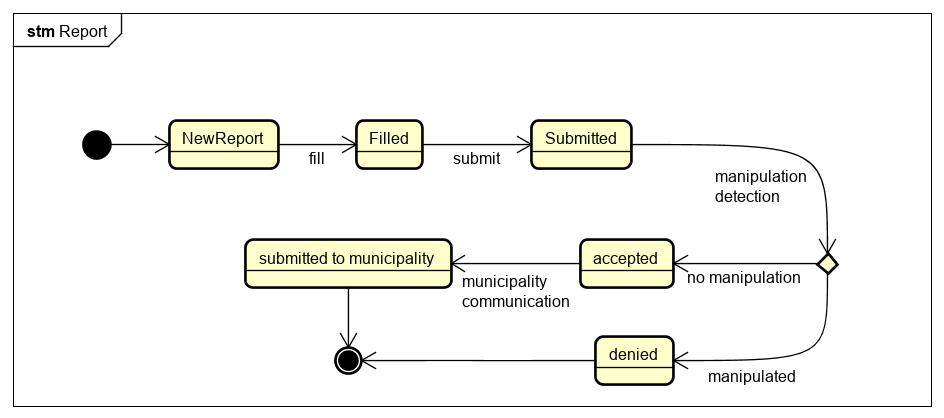 stm Report
NewReport
fill
Filled
submit
Submitted
manipulation
detection
submitted to municipality
municipality
communication
accepted
no manipulation
denied
manipulated